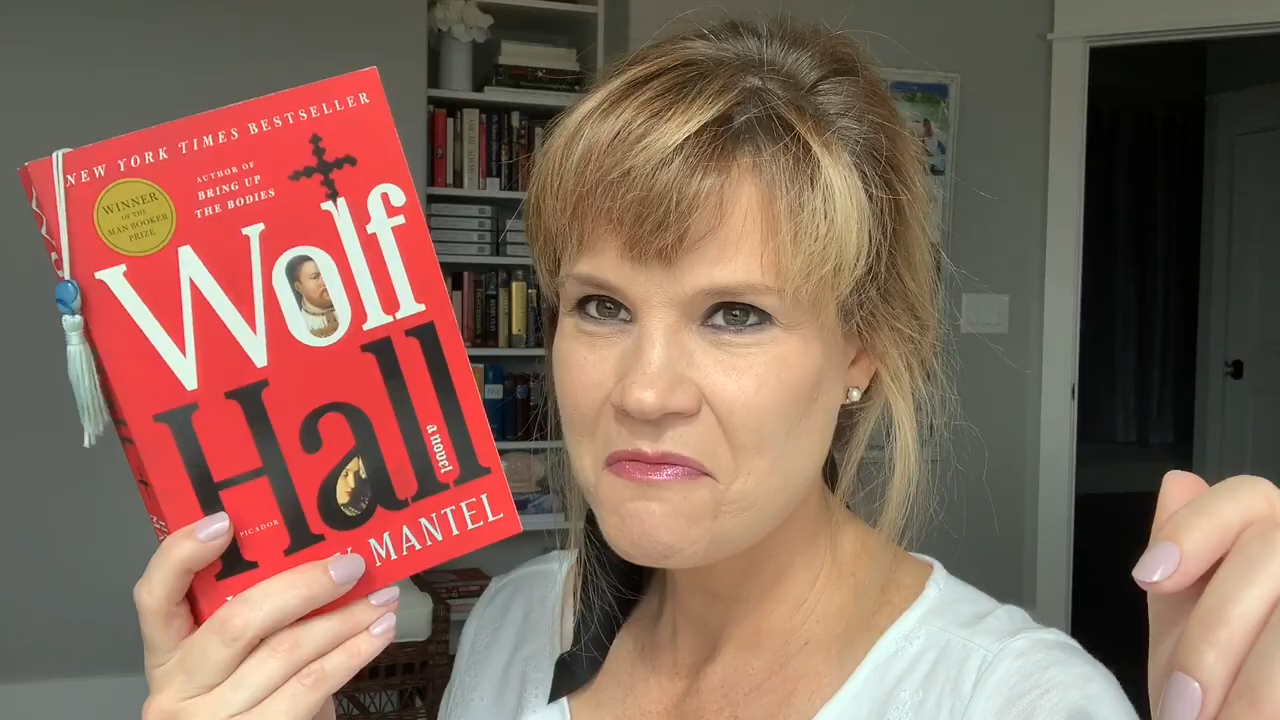 NEW YORK TIMES BESTSELLER
WINNER
OF THE
MAN BOOKER
PRIZE
AUTHOR OF
BRING UP
THE BODIES
Wolf
Hall
a novel
PICADOR
MANTEL